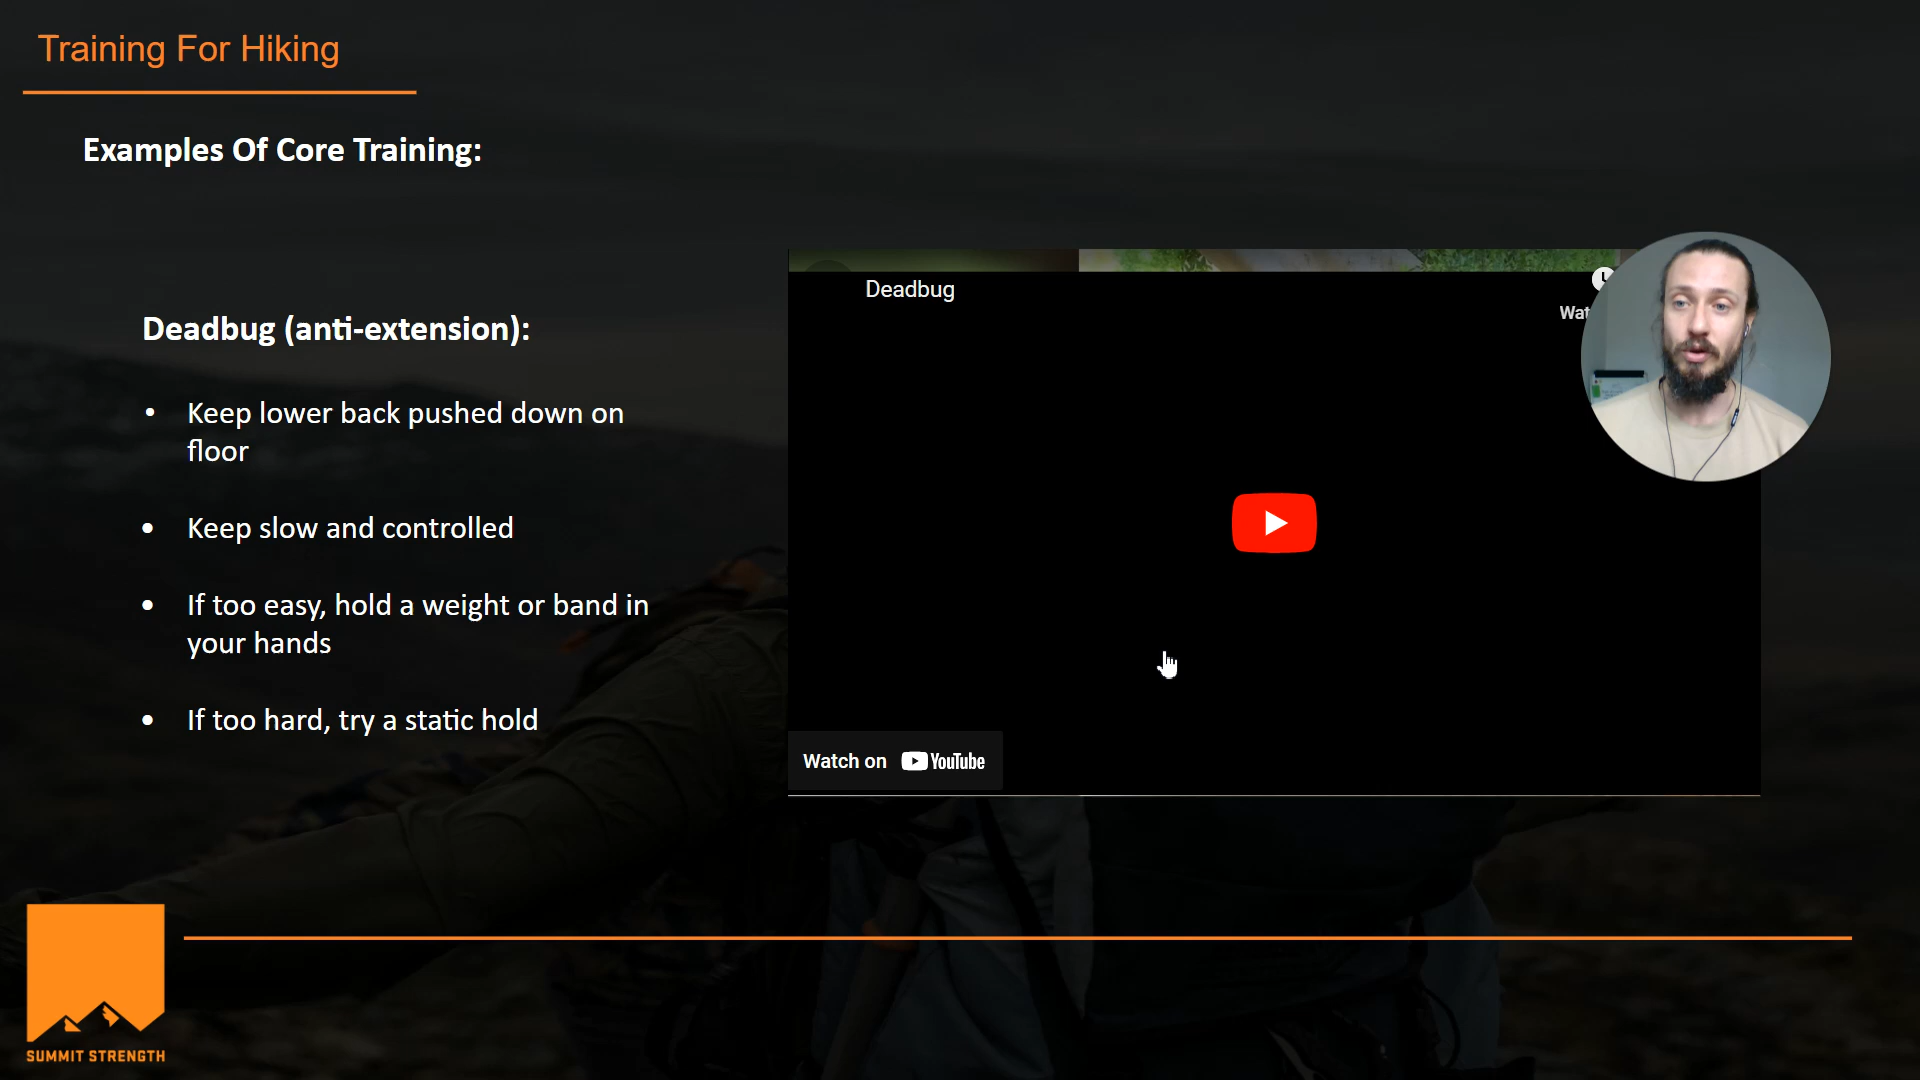 Training For Hiking
Examples Of Core Training:
Deadbug (anti-extension):
• Keep lower back pushed down on
floor
• Keep slow and controlled
• If too easy, hold a weight or band in
your hands
• If too hard, try a static hold
Deadbug
Wat
Watch on YouTube
SUMMIT STRENGTH